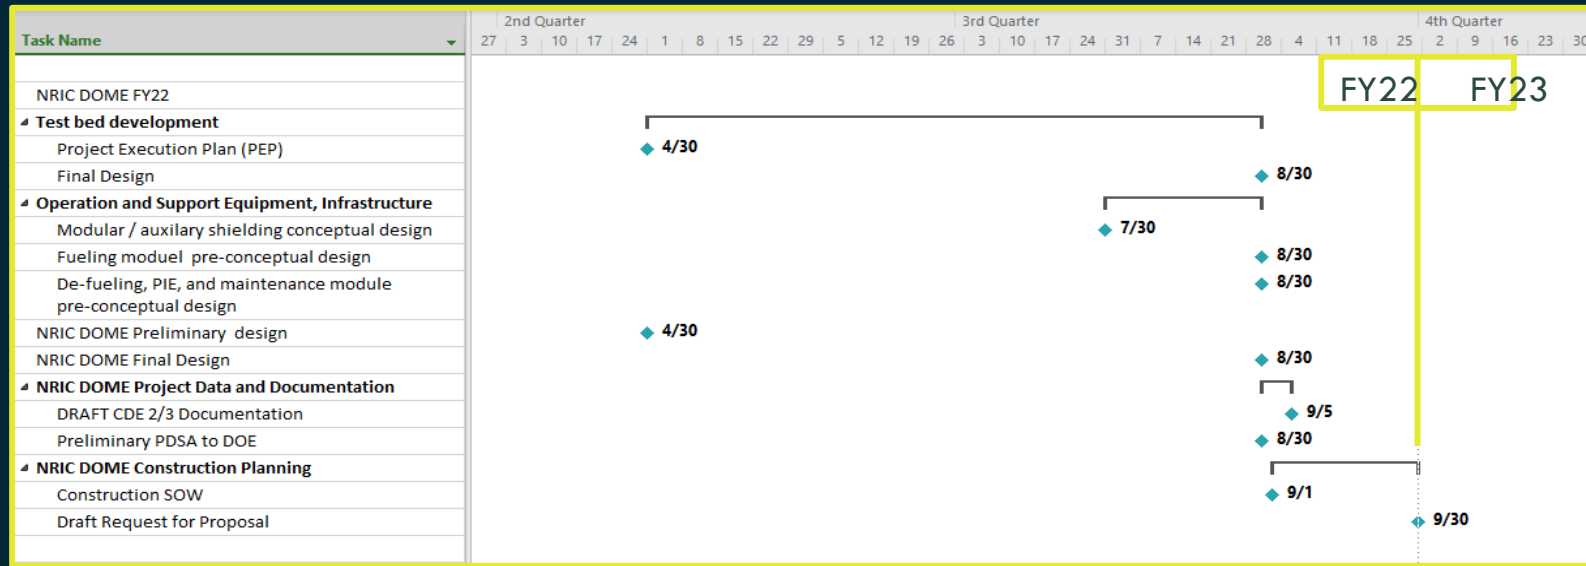 2nd Quarter 3rd Quarter 4th Quarter
Task Name 27 3 10 17 24 1 8 15 22 29 5 12 19 26 3 10 17 24 31 7 14 21 28 4 11 18 25 2 9 16 23 30
FY22 FY23
NRIC DOME FY22
Test bed development
Project Execution Plan (PEP) 4/30
Final Design 8/30
Operation and Support Equipment, Infrastructure
Modular / auxilary shielding conceptual design 7/30
Fueling moduel pre-conceptual design 8/30
De-fueling, PIE, and maintenance module 8/30
pre-conceptual design
NRIC DOME Preliminary design 4/30
NRIC DOME Final Design 8/30
NRIC DOME Project Data and Documentation
DRAFT CDE 2/3 Documentation 9/5
Preliminary PDSA to DOE 8/30
NRIC DOME Construction Planning
Construction SOW 9/1
Draft Request for Proposal 9/30